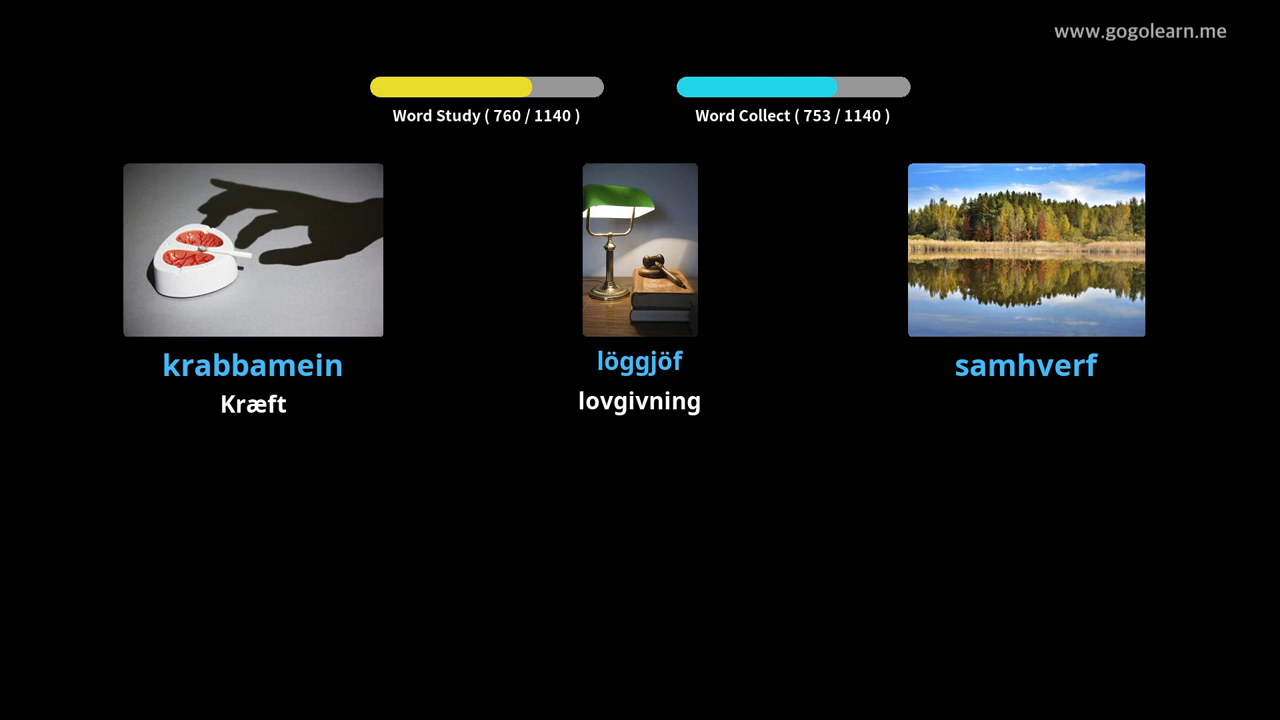 www.gogolearn.me
Word Study ( 760 / 1140 )
Word Collect ( 753 / 1140 )
krabbamein
Kræft
löggjöf
lovgivning
samhverf